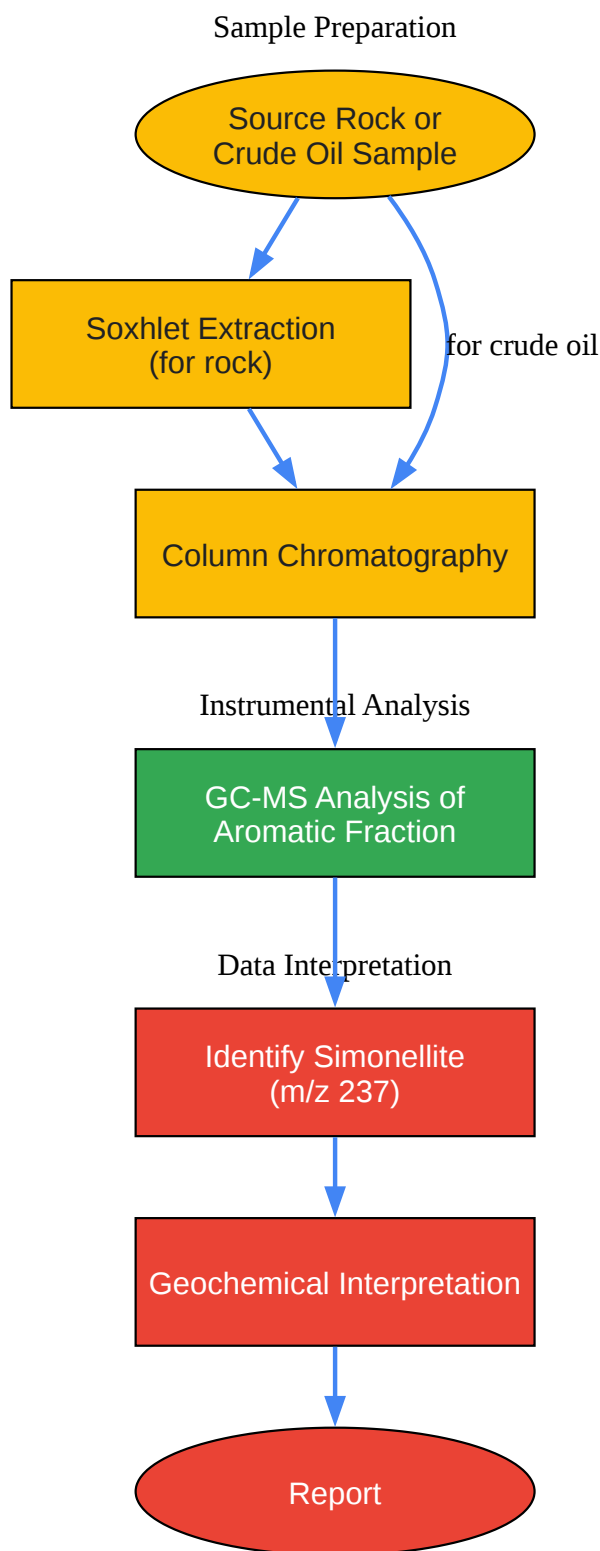 Sample Preparation
Source Rock or
Crude Oil Sample
Soxhlet Extraction
(for rock)
for crude oil
Column Chromatography
Instrumental Analysis
GC-MS Analysis of
Aromatic Fraction
Data Interpretation
Identify Simonellite
(m/z 237)
Geochemical Interpretation
Report